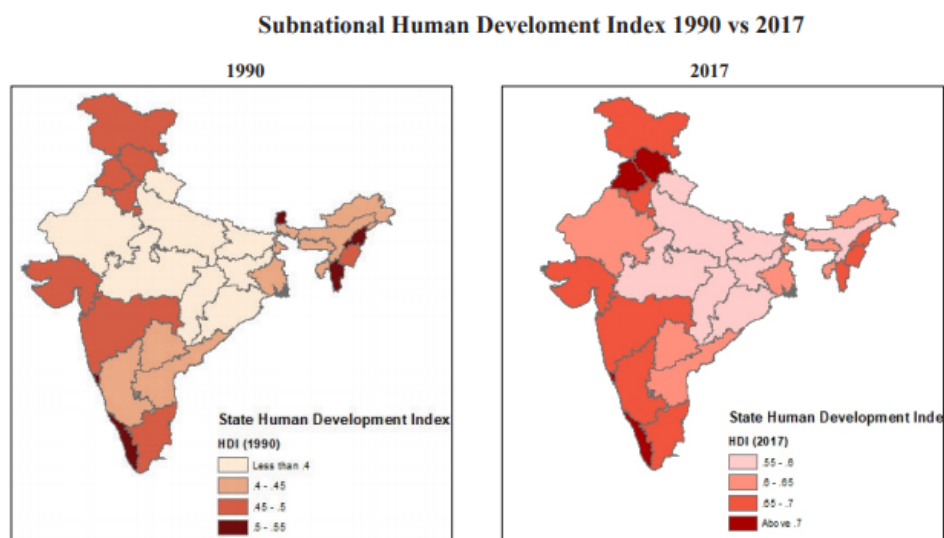 Subnational Human Develoment Index 1990 vs 2017
1990
2017
State Human Development Index
HDI (1990)
Less than .4
.4 - .45
.45 - .5
.5 - .55
State Human Development Inde
HDI (2017)
.55 - .6
.6 - .65
.65 - .7
Above .7